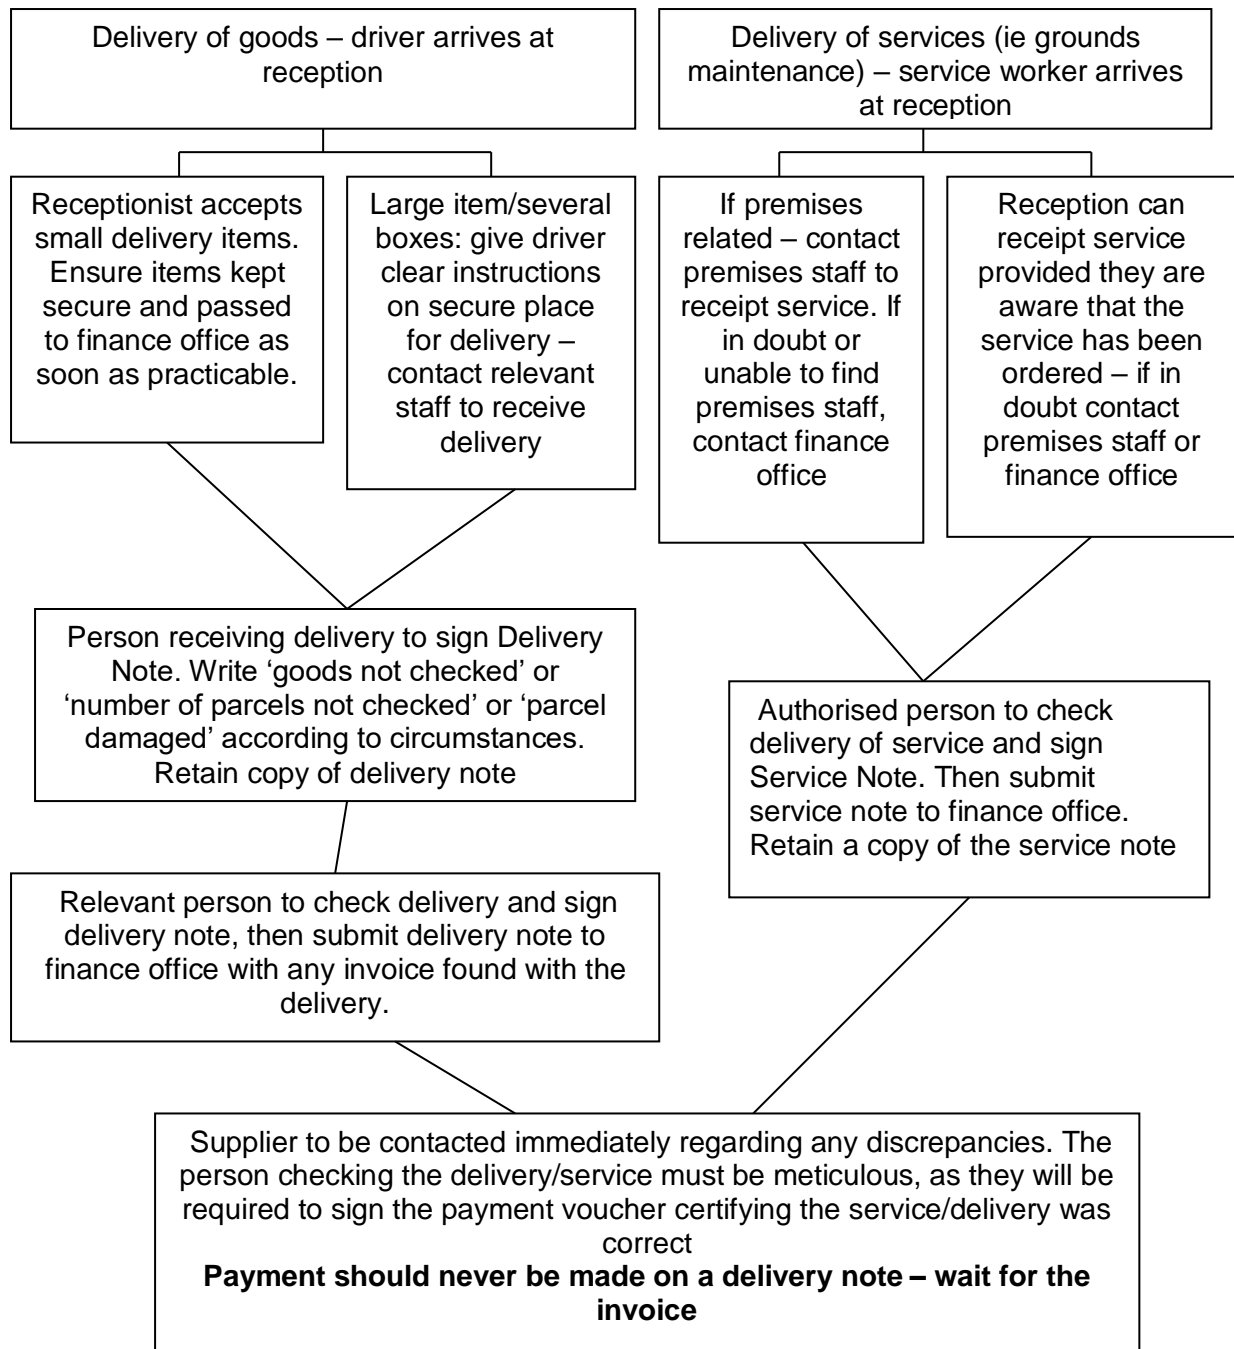 Delivery of goods – driver arrives at
reception
Delivery of services (ie grounds
maintenance) – service worker arrives
at reception
Receptionist accepts
small delivery items.
Ensure items kept
secure and passed
to finance office as
soon as practicable.
Large item/several
boxes: give driver
clear instructions
on secure place
for delivery –
contact relevant
staff to receive
delivery
If premises
related – contact
premises staff to
receipt service. If
in doubt or
unable to find
premises staff,
contact finance
office
Reception can
receipt service
provided they are
aware that the
service has been
ordered – if in
doubt contact
premises staff or
finance office
Person receiving delivery to sign Delivery
Note. Write ‘goods not checked’ or
‘number of parcels not checked’ or ‘parcel
damaged’ according to circumstances.
Retain copy of delivery note
Authorised person to check
delivery of service and sign
Service Note. Then submit
service note to finance office.
Retain a copy of the service note
Relevant person to check delivery and sign
delivery note, then submit delivery note to
finance office with any invoice found with the
delivery.
Supplier to be contacted immediately regarding any discrepancies. The
person checking the delivery/service must be meticulous, as they will be
required to sign the payment voucher certifying the service/delivery was
correct
Payment should never be made on a delivery note – wait for the
invoice